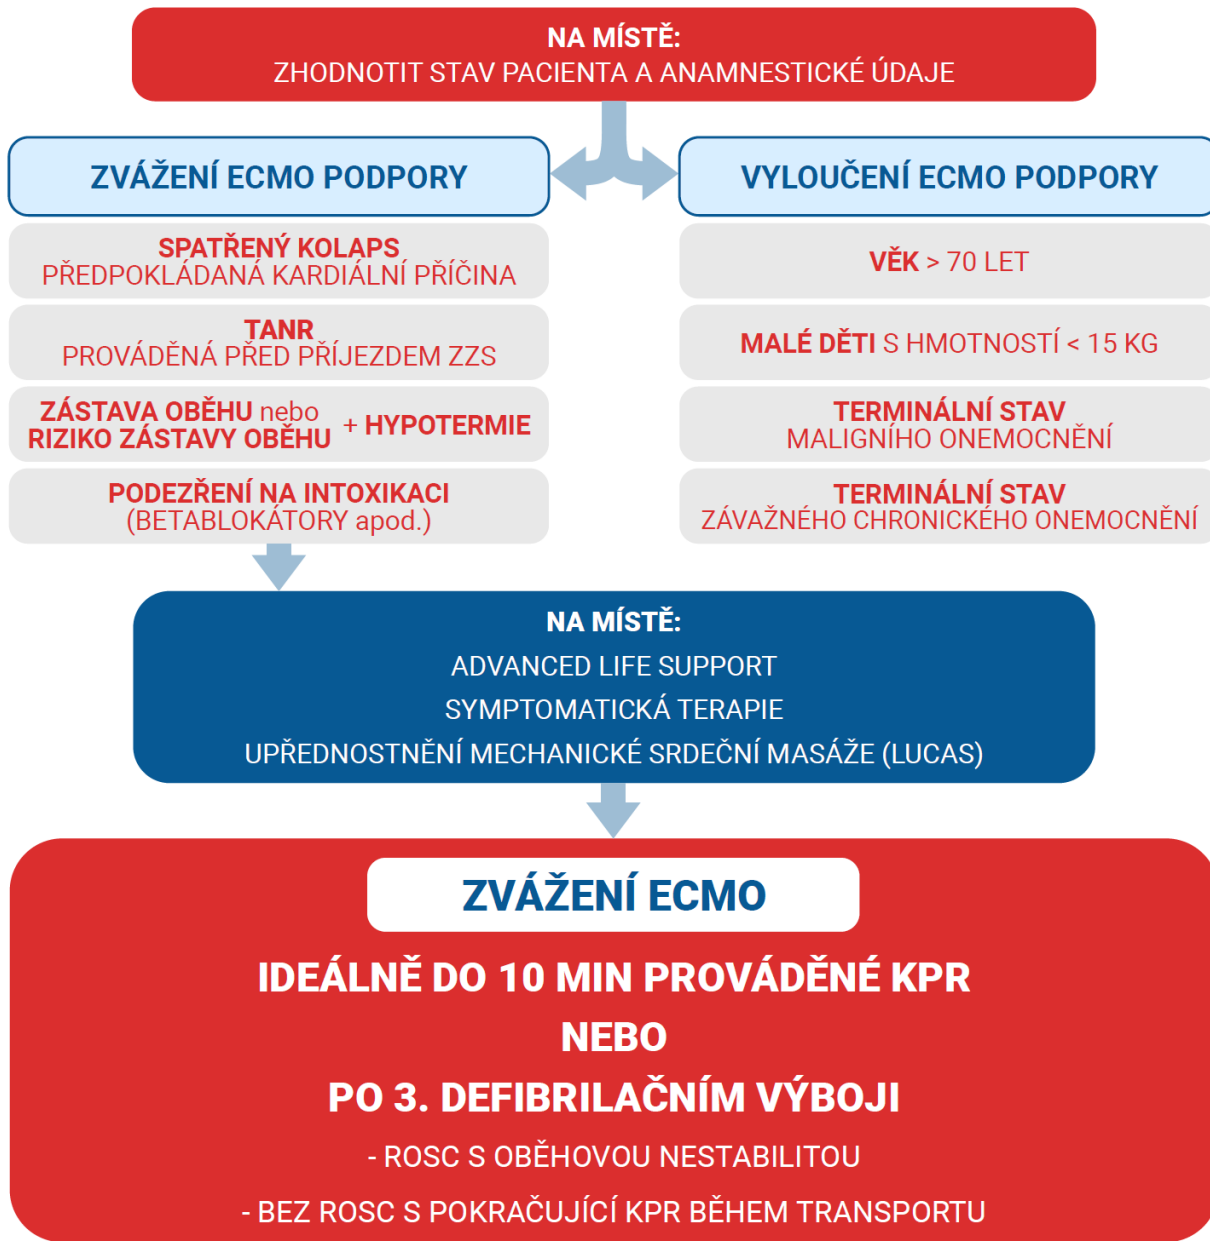 NA MÍSTĚ:
ZHODNOTIT STAV PACIENTA A ANAMNESTICKÉ ÚDAJE
ZVÁŽENÍ ECMO PODPORY
SPATŘENÝ KOLAPS
PŘEDPOKLÁDANÁ KARDIÁLNÍ PŘÍČINA
TANR
PROVÁDĚNÁ PŘED PŘÍJEZDEM ZZS
ZÁSTAVA OBĚHU nebo
RIZIKO ZÁSTAVY OBĚHU
+ HYPOTERMIE
PODEZŘENÍ NA INTOXIKACI
(BETABLOKÁTORY apod.)
VYLOUČENÍ ECMO PODPORY
VĚK > 70 LET
MALÉ DĚTI S HMOTNOSTÍ < 15 KG
TERMINÁLNÍ STAV
MALIGNÍHO ONEMOCNĚNÍ
TERMINÁLNÍ STAV
ZÁVAŽNÉHO CHRONICKÉHO ONEMOCNĚNÍ
NA MÍSTĚ:
ADVANCED LIFE SUPPORT
SYMPTOMATICKÁ TERAPIE
UPŘEDNOSTNĚNÍ MECHANICKÉ SRDEČNÍ MASÁŽE (LUCAS)
ZVÁŽENÍ ECMO
IDEÁLNĚ DO 10 MIN PROVÁDĚNÉ KPR
NEBO
PO 3. DEFIBRILAČNÍM VÝBOJI
- ROSC S OBĚHOVOU NESTABILITOU
- BEZ ROSC S POKRAČUJÍCÍ KPR BĚHEM TRANSPORTU